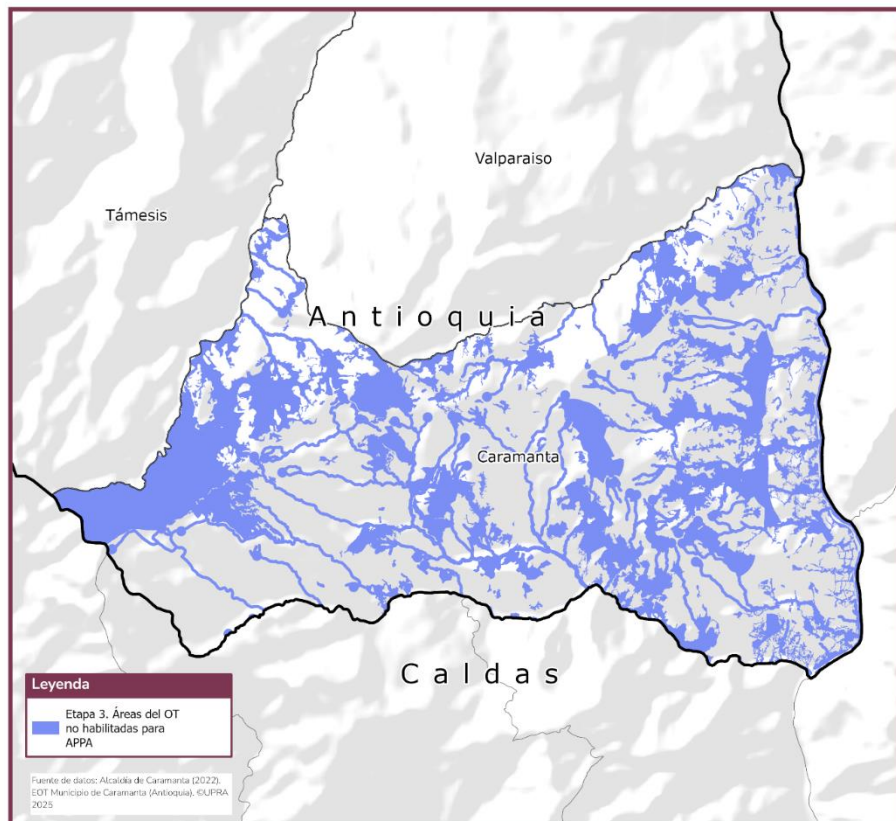 Valparaiso
Támesis
Antioquia
Caramanta
Caldas
Leyenda
Etapa 3. Áreas del OT
no habilitadas para
APPA
Fuente de datos: Alcaldía de Caramanta (2022).
EOT Municipio de Caramanta (Antioquia). ©UPRA
2025